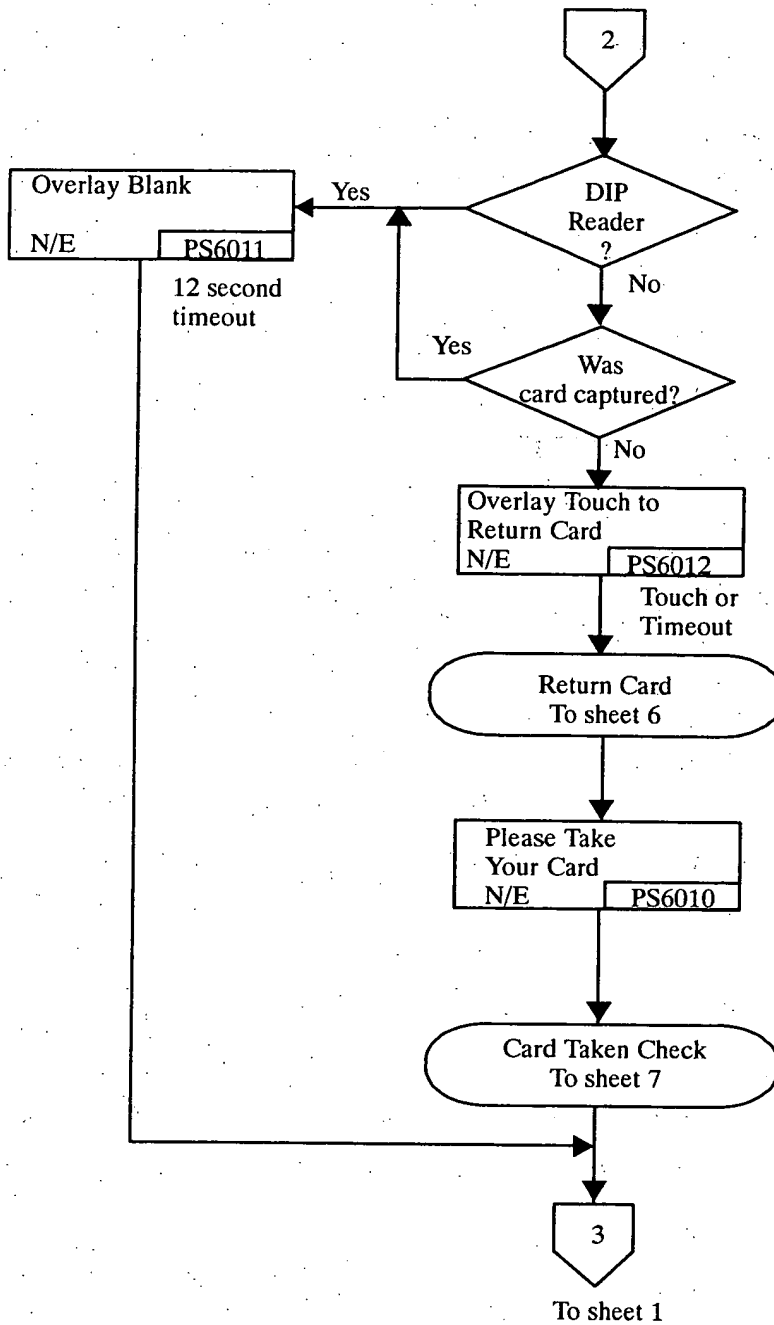 2
DIP
Reader
?
Yes
Overlay Blank
N/E PS6011
12 second
timeout
No
Yes
Was
card captured?
No
Overlay Touch to
Return Card
N/E PS6012
Touch or
Timeout
Return Card
To sheet 6
Please Take
Your Card
N/E PS6010
Card Taken Check
To sheet 7
3
To sheet 1